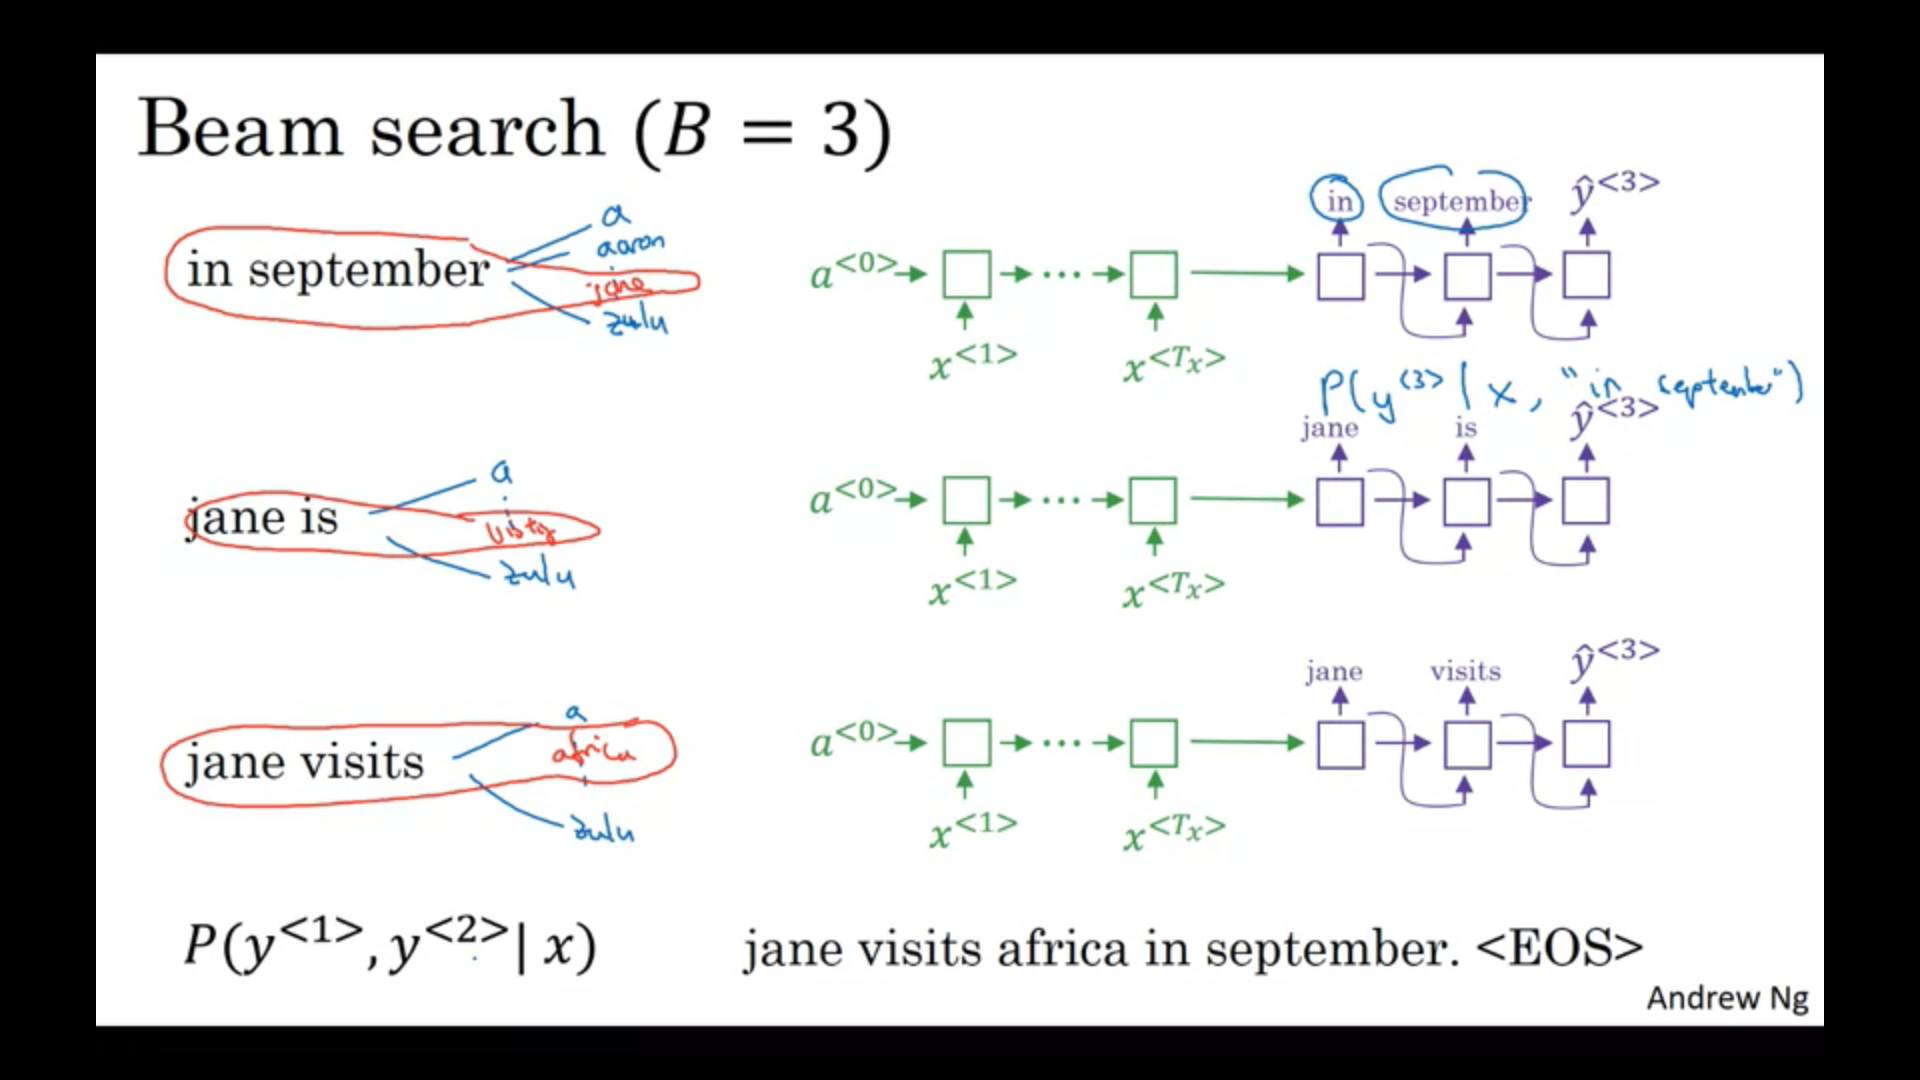 Beam search (B = 3)
in september
a
aaron
jane
zulu
in september ŷ<3>
a<0> ...
x<1> x<Tx>
P(y<3> | x, "in september")
jane is
a
zulu
jane is ŷ<3>
a<0> ...
x<1> x<Tx>
jane visits
a
africa
zulu
jane visits ŷ<3>
a<0> ...
x<1> x<Tx>
P(y<1>, y<2>| x)
jane visits africa in september. <EOS>
Andrew Ng